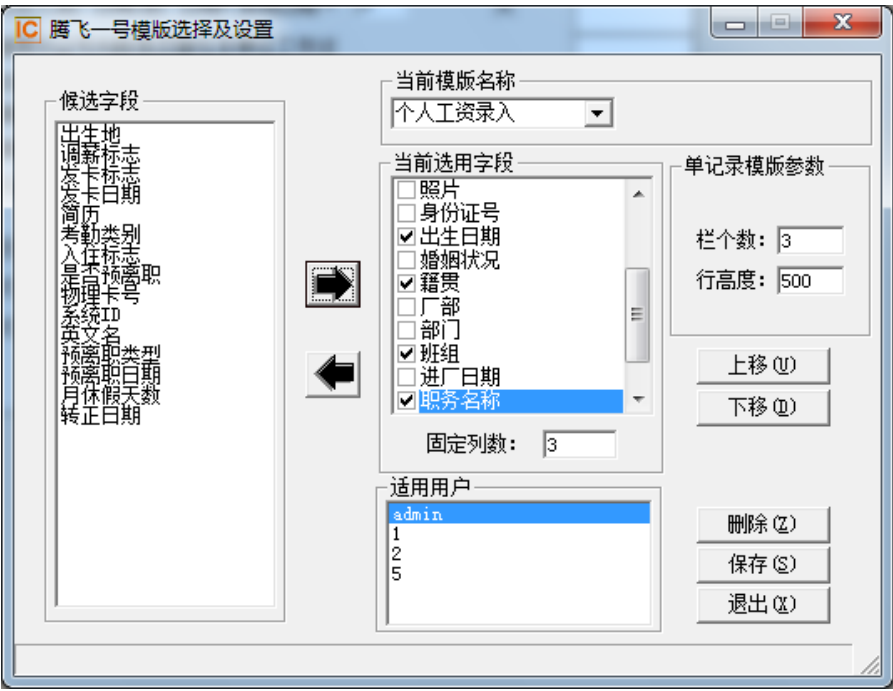 IC 腾飞一号模版选择及设置
候选字段
出生地
调薪标志
发卡标志
发卡日期
简历
考勤类别
入住标志
是否预离职
物理卡号
系统ID
英文名
预离职类型
预离职日期
月休假天数
转正日期
当前模版名称
个人工资录入
当前选用字段
照片
身份证号
出生日期
婚姻状况
籍贯
厂部
部门
班组
进厂日期
职务名称
固定列数： 3
单记录模版参数
栏个数： 3
行高度： 500
上移(U)
下移(D)
适用用户
admin
1
2
5
删除(Z)
保存(S)
退出(X)